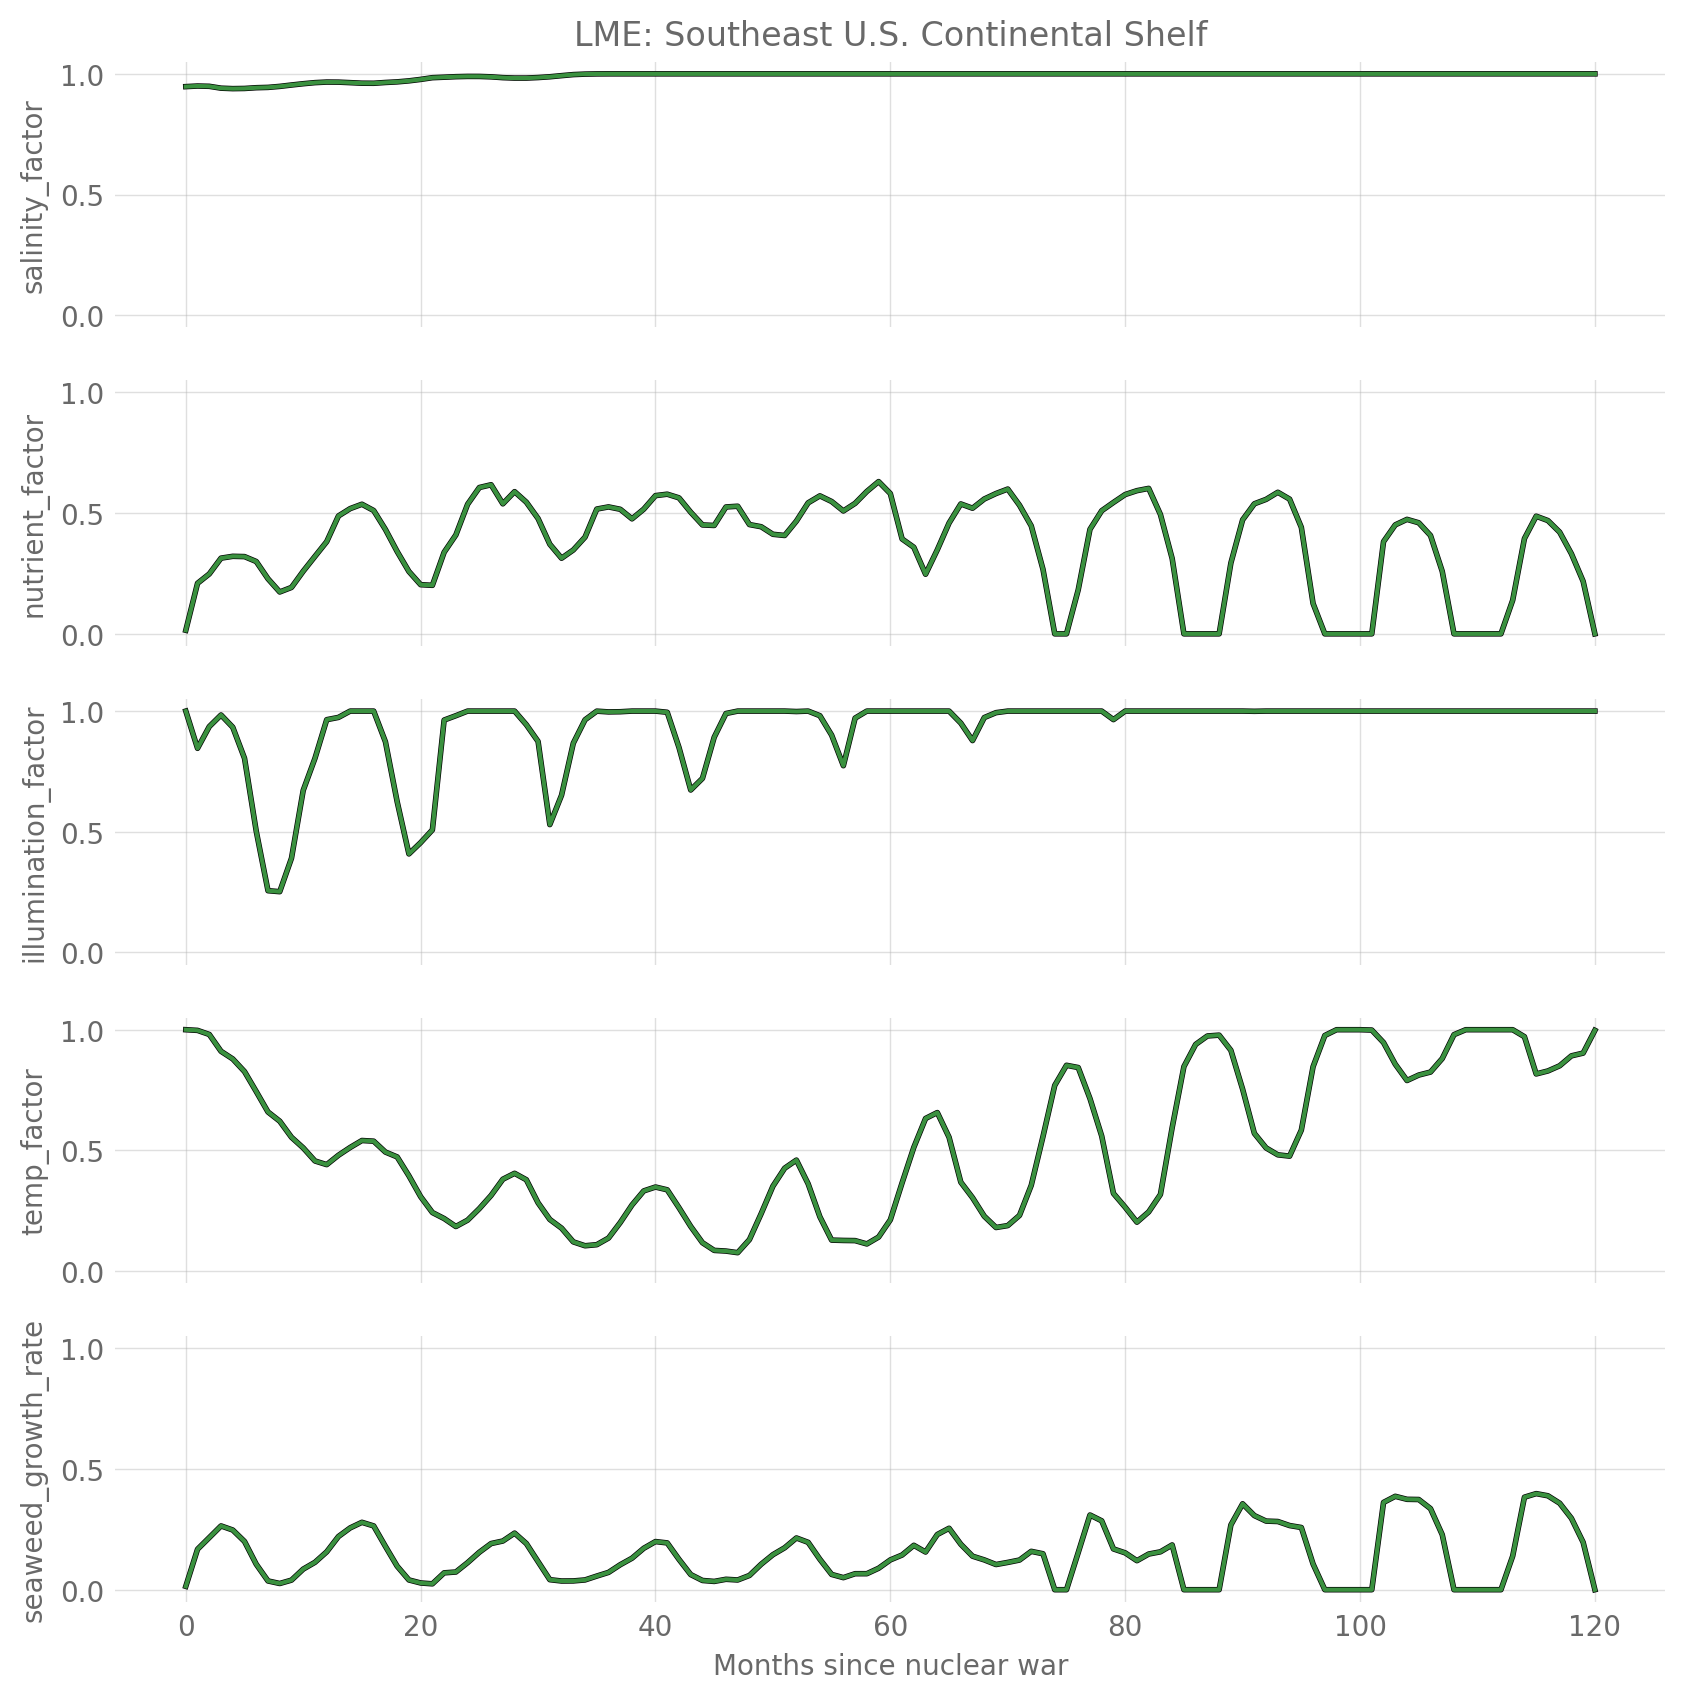 LME: Southeast U.S. Continental Shelf
1.0
0.5
0.0
salinity_factor
1.0
0.5
0.0
nutrient_factor
1.0
0.5
0.0
illumination_factor
1.0
0.5
0.0
temp_factor
1.0
0.5
0.0
seaweed_growth_rate
0 20 40 60 80 100 120
Months since nuclear war